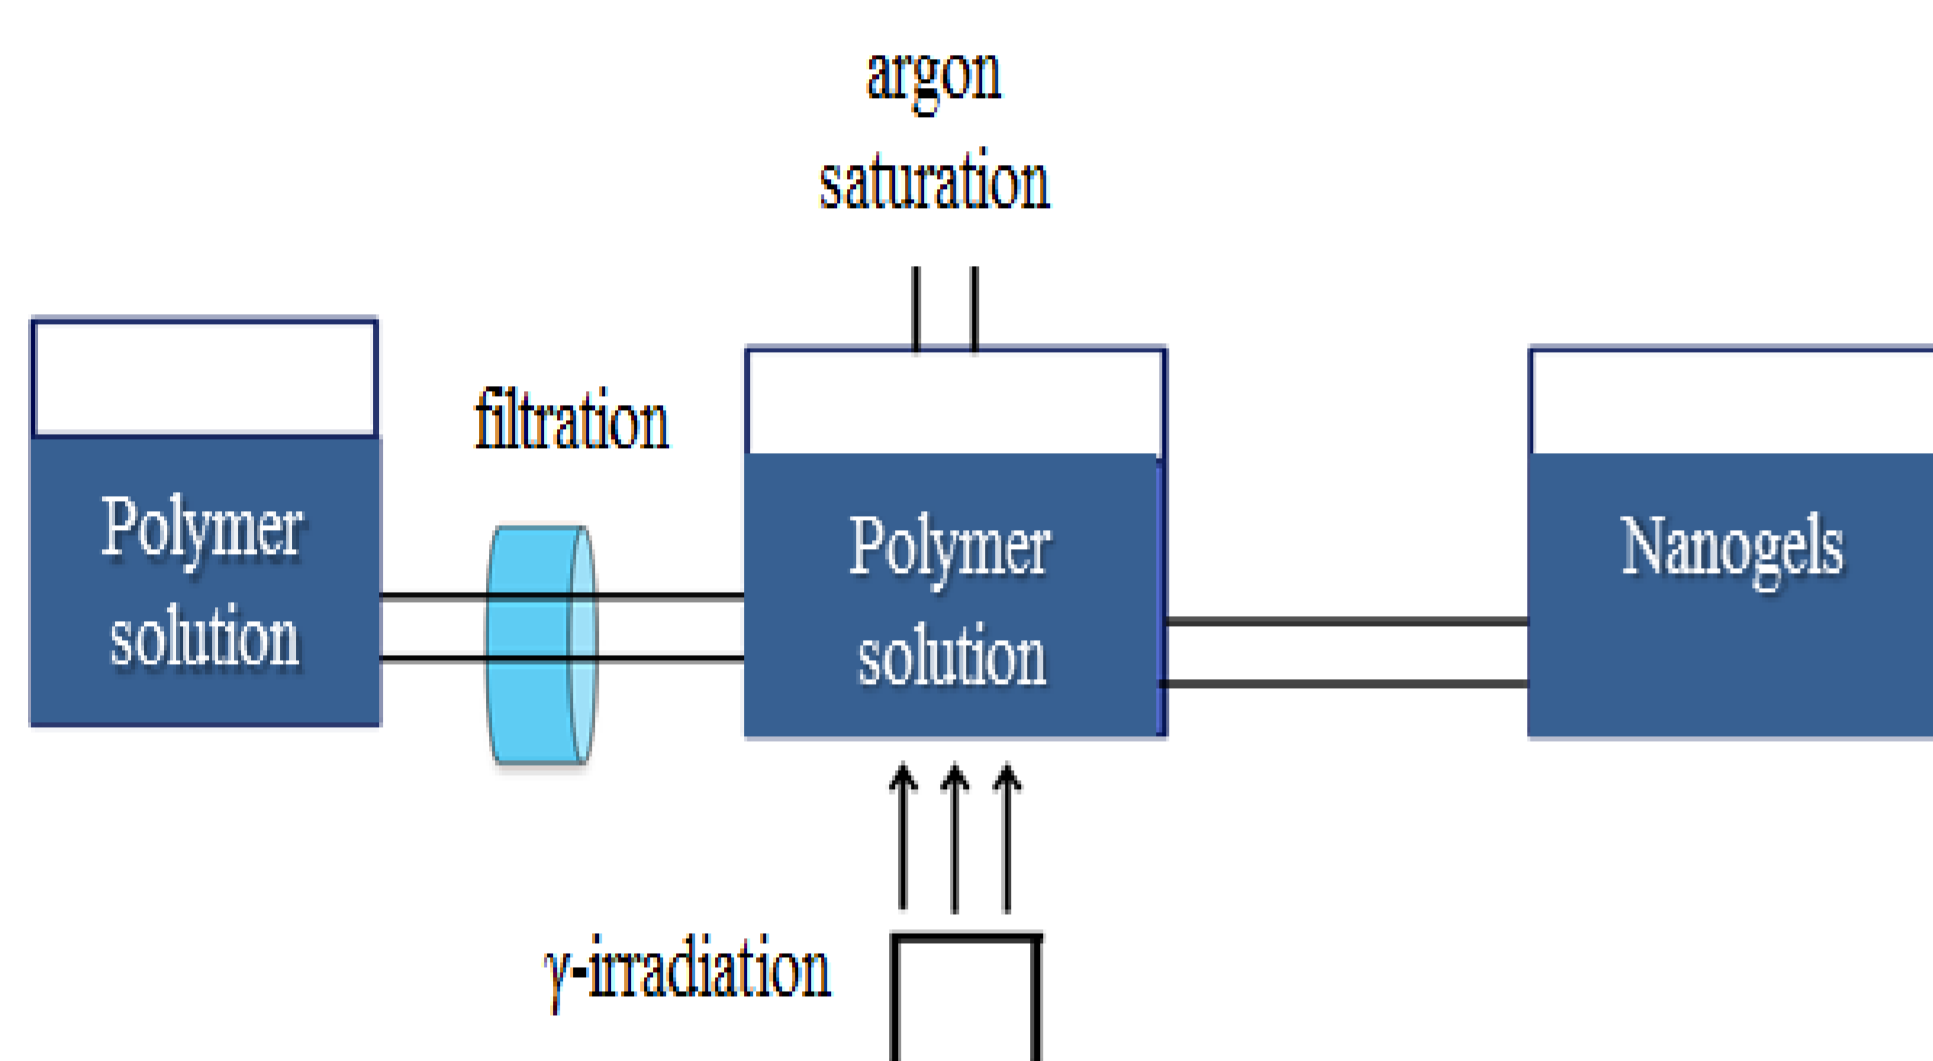 argon
saturation
filtration
Polymer
solution
Polymer
solution
Nanogels
γ-irradiation